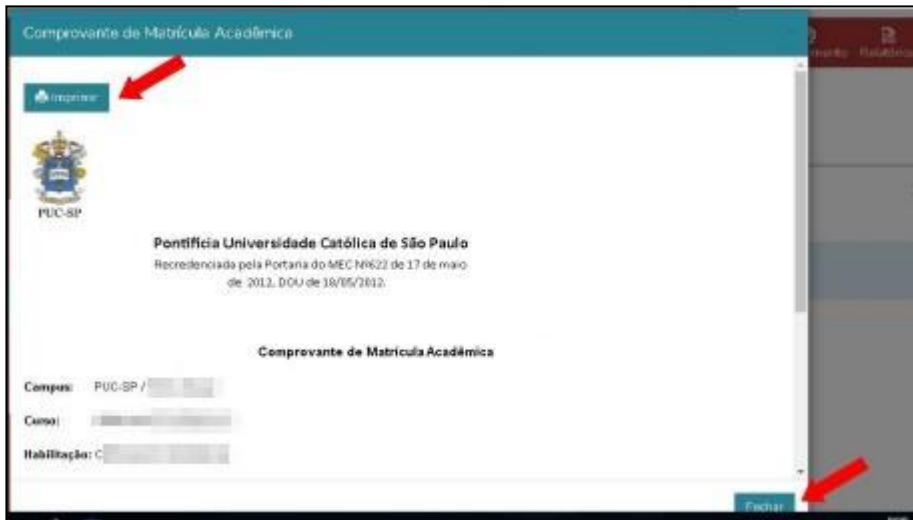 Comprovante de Matrícula Acadêmica
Relatórios
Imprimir
PUC-SP
Pontifícia Universidade Católica de São Paulo
Recredenciada pela Portaria do MEC Nº622 de 17 de maio
de 2012, DOU de 18/05/2012.
Comprovante de Matrícula Acadêmica
Campus: PUC-SP /
Curso:
Habilitação: C
Fechar